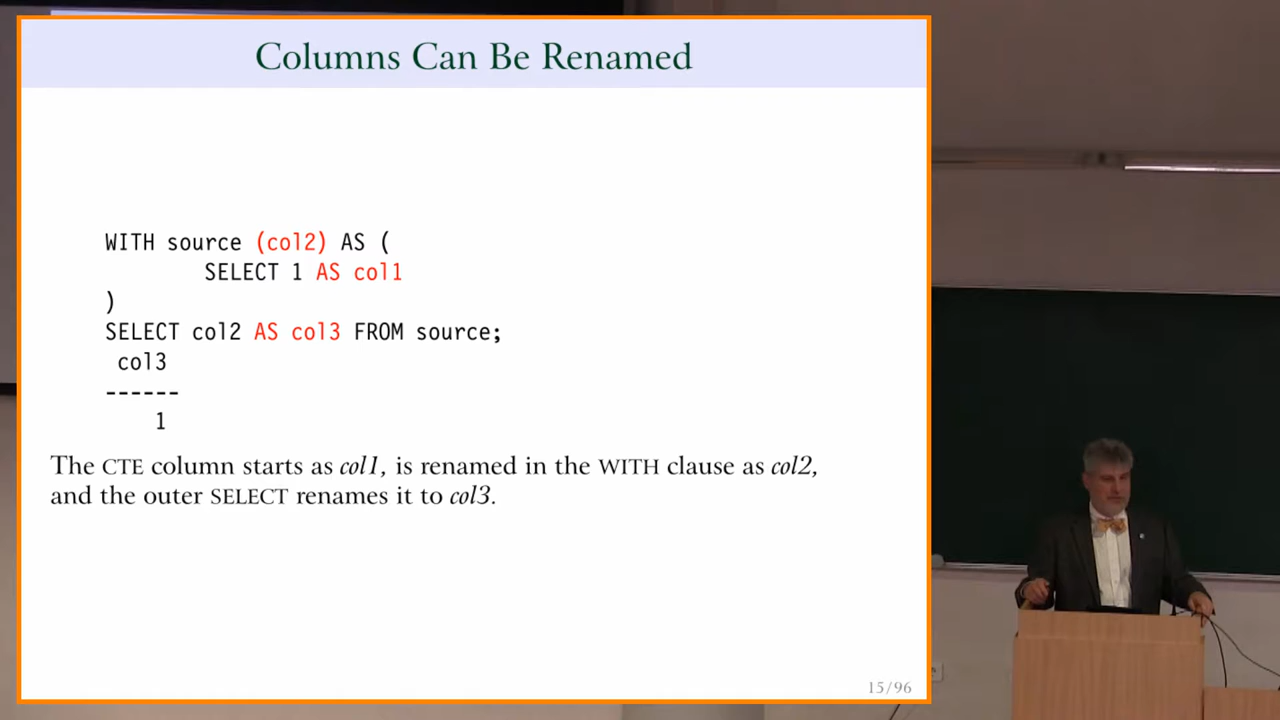 Columns Can Be Renamed
WITH source (col2) AS (
SELECT 1 AS col1
)
SELECT col2 AS col3 FROM source;
col3
------
1
The CTE column starts as col1, is renamed in the WITH clause as col2,
and the outer SELECT renames it to col3.
15/96